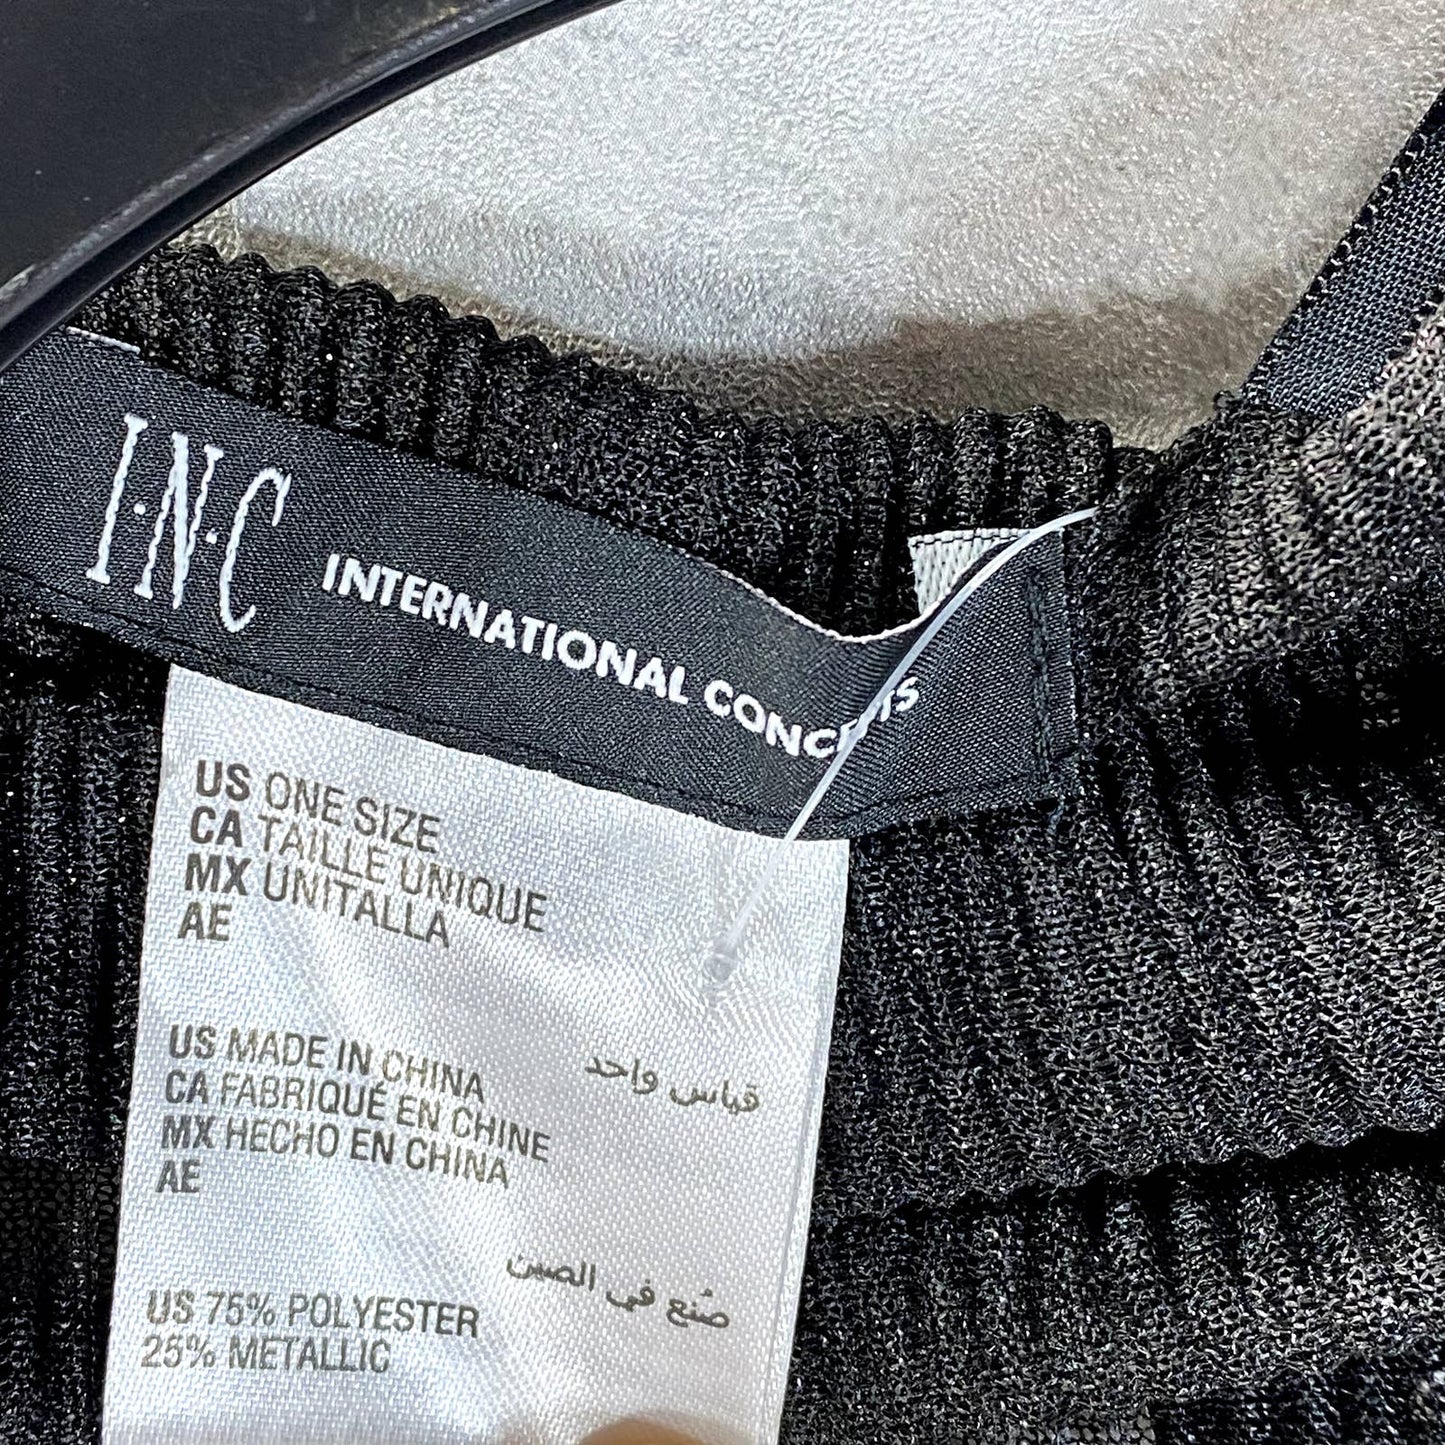 I·N·C INTERNATIONAL CONCEPTS
US ONE SIZE
CA TAILLE UNIQUE
MX UNITALLA
AE
قياس واحد
US MADE IN CHINA
CA FABRIQUÉ EN CHINE
MX HECHO EN CHINA
AE
صُنع في الصين
US 75% POLYESTER
25% METALLIC